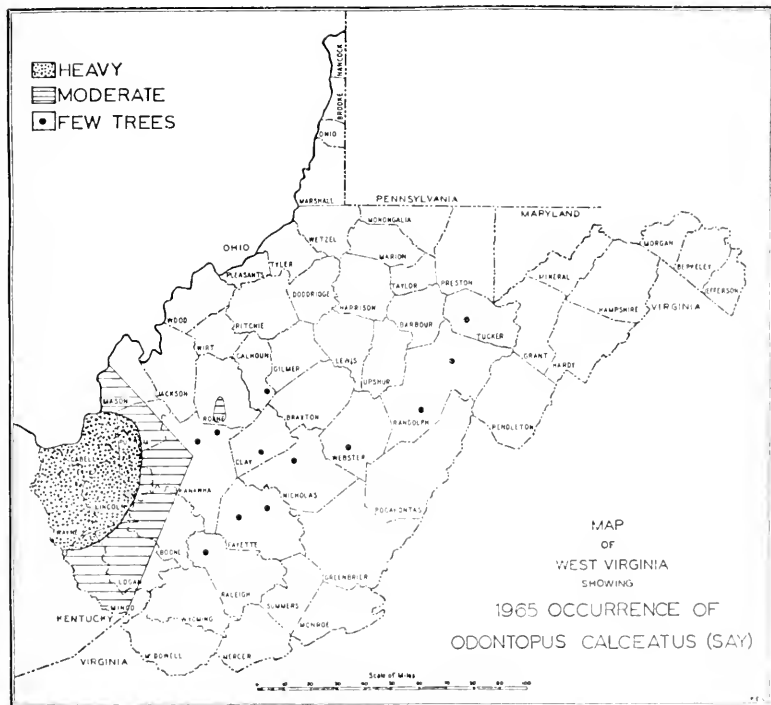 HEAVY
MODERATE
FEW TREES
HANCOCK
BROOKE
OHIO
MARSHALL
PENNSYLVANIA
MARYLAND
OHIO
WETZEL
MONONGALIA
MARION
TYLER
PLEASANTS
DODDRIDGE
HARRISON
TAYLOR
PRESTON
MINERAL
MORGAN
BERKELEY
JEFFERSON
HAMPSHIRE
VIRGINIA
WOOD
RITCHIE
WIRT
CALHOUN
GILMER
LEWIS
UPSHUR
BARBOUR
TUCKER
GRANT
HARDY
MASON
JACKSON
ROANE
BRAXTON
RANDOLPH
PENDLETON
CABELL
CLAY
WEBSTER
LINCOLN
KANAWHA
NICHOLAS
POCAHONTAS
WAYNE
BOONE
FAYETTE
LOGAN
RALEIGH
GREENBRIER
SUMMERS
MINGO
KENTUCKY
WYOMING
MONROE
VIRGINIA
McDOWELL
MERCER
MAP
OF
WEST VIRGINIA
SHOWING
1965 OCCURRENCE OF
ODONTOPUS CALCEATUS (SAY)
Scale of Miles